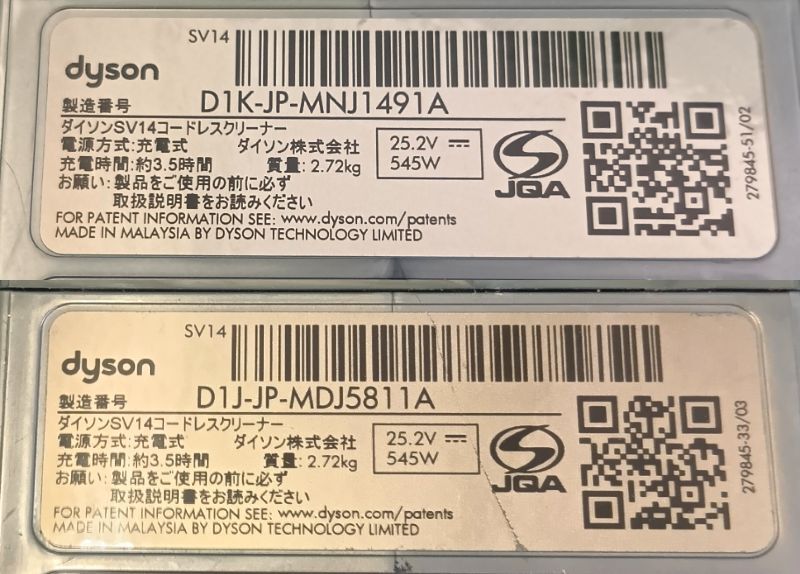 SV14
dyson
製造番号 D1K-JP-MNJ1491A
ダイソンSV14コードレスクリーナー
電源方式:充電式 ダイソン株式会社
充電時間:約3.5時間 質量:2.72kg
25.2V
545W
JQA
お願い:製品をご使用の前に必ず
取扱説明書をお読みください
FOR PATENT INFORMATION SEE: www.dyson.com/patents
MADE IN MALAYSIA BY DYSON TECHNOLOGY LIMITED
279845-51/02
SV14
dyson
製造番号 D1J-JP-MDJ5811A
ダイソンSV14コードレスクリーナー
電源方式:充電式 ダイソン株式会社
充電時間:約3.5時間 質量:2.72kg
25.2V
545W
JQA
お願い:製品をご使用の前に必ず
取扱説明書をお読みください
FOR PATENT INFORMATION SEE: www.dyson.com/patents
MADE IN MALAYSIA BY DYSON TECHNOLOGY LIMITED
279845-33/03